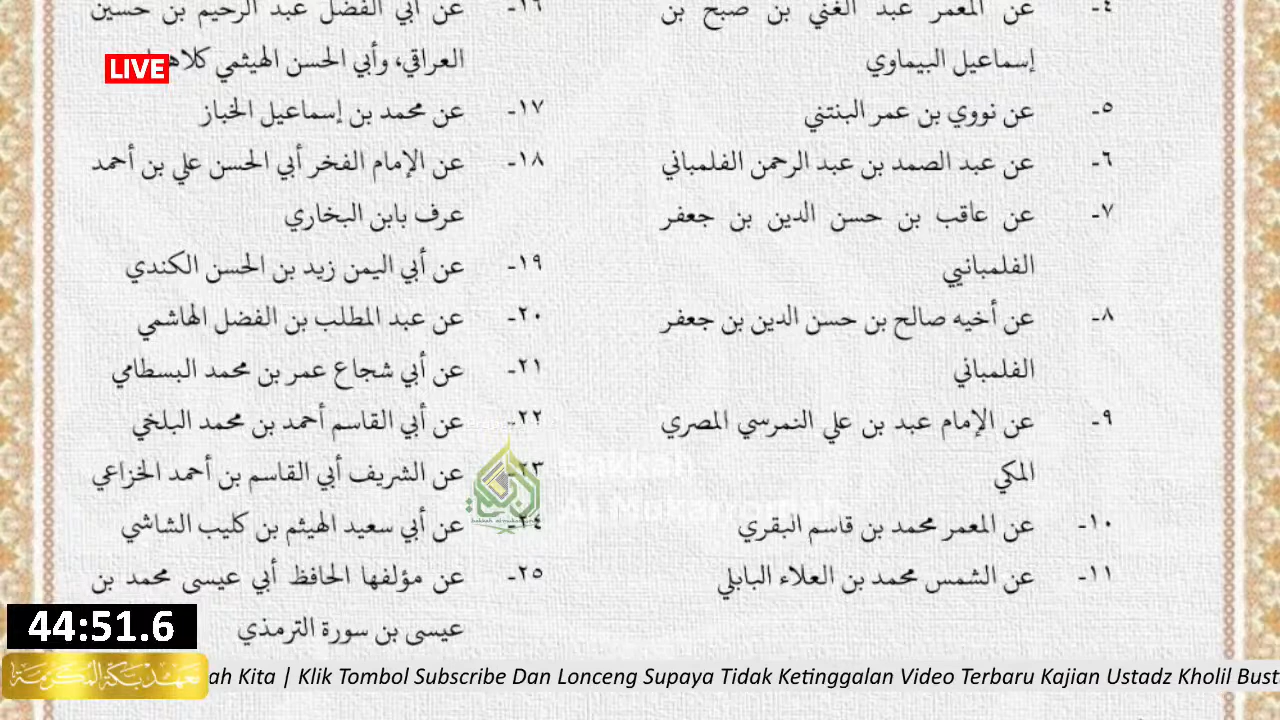 ٤- عن المعمر عبد الغني بن صبح بن
إسماعيل البيماوي
٥- عن نووي بن عمر البنتني
٦- عن عبد الصمد بن عبد الرحمن الفلمباني
٧- عن عاقب بن حسن الدين بن جعفر
الفلمبانيي
٨- عن أخيه صالح بن حسن الدين بن جعفر
الفلمباني
٩- عن الإمام عبد بن علي النمرسي المصري
المكي
١٠- عن المعمر محمد بن قاسم البقري
١١- عن الشمس محمد بن العلاء البابلي
١٦- عن أبي الفضل عبد الرحيم بن حسين
العراقي، وأبي الحسن الهيثمي
١٧- عن محمد بن إسماعيل الخباز
١٨- عن الإمام الفخر أبي الحسن علي بن أحمد
عرف بابن البخاري
١٩- عن أبي اليمن زيد بن الحسن الكندي
٢٠- عن عبد المطلب بن الفضل الهاشمي
٢١- عن أبي شجاع عمر بن محمد البسطامي
٢٢- عن أبي القاسم أحمد بن محمد البلخي
٢٣- عن الشريف أبي القاسم بن أحمد الخزاعي
٢٤- عن أبي سعيد الهيثم بن كليب الشاشي
٢٥- عن مؤلفها الحافظ أبي عيسى محمد بن
عيسى بن سورة الترمذي
LIVE
Bakkah
Al Mukarramah
44:51.6
معهد بكة المكرمة
ah Kita | Klik Tombol Subscribe Dan Lonceng Supaya Tidak Ketinggalan Video Terbaru Kajian Ustadz Kholil Bust